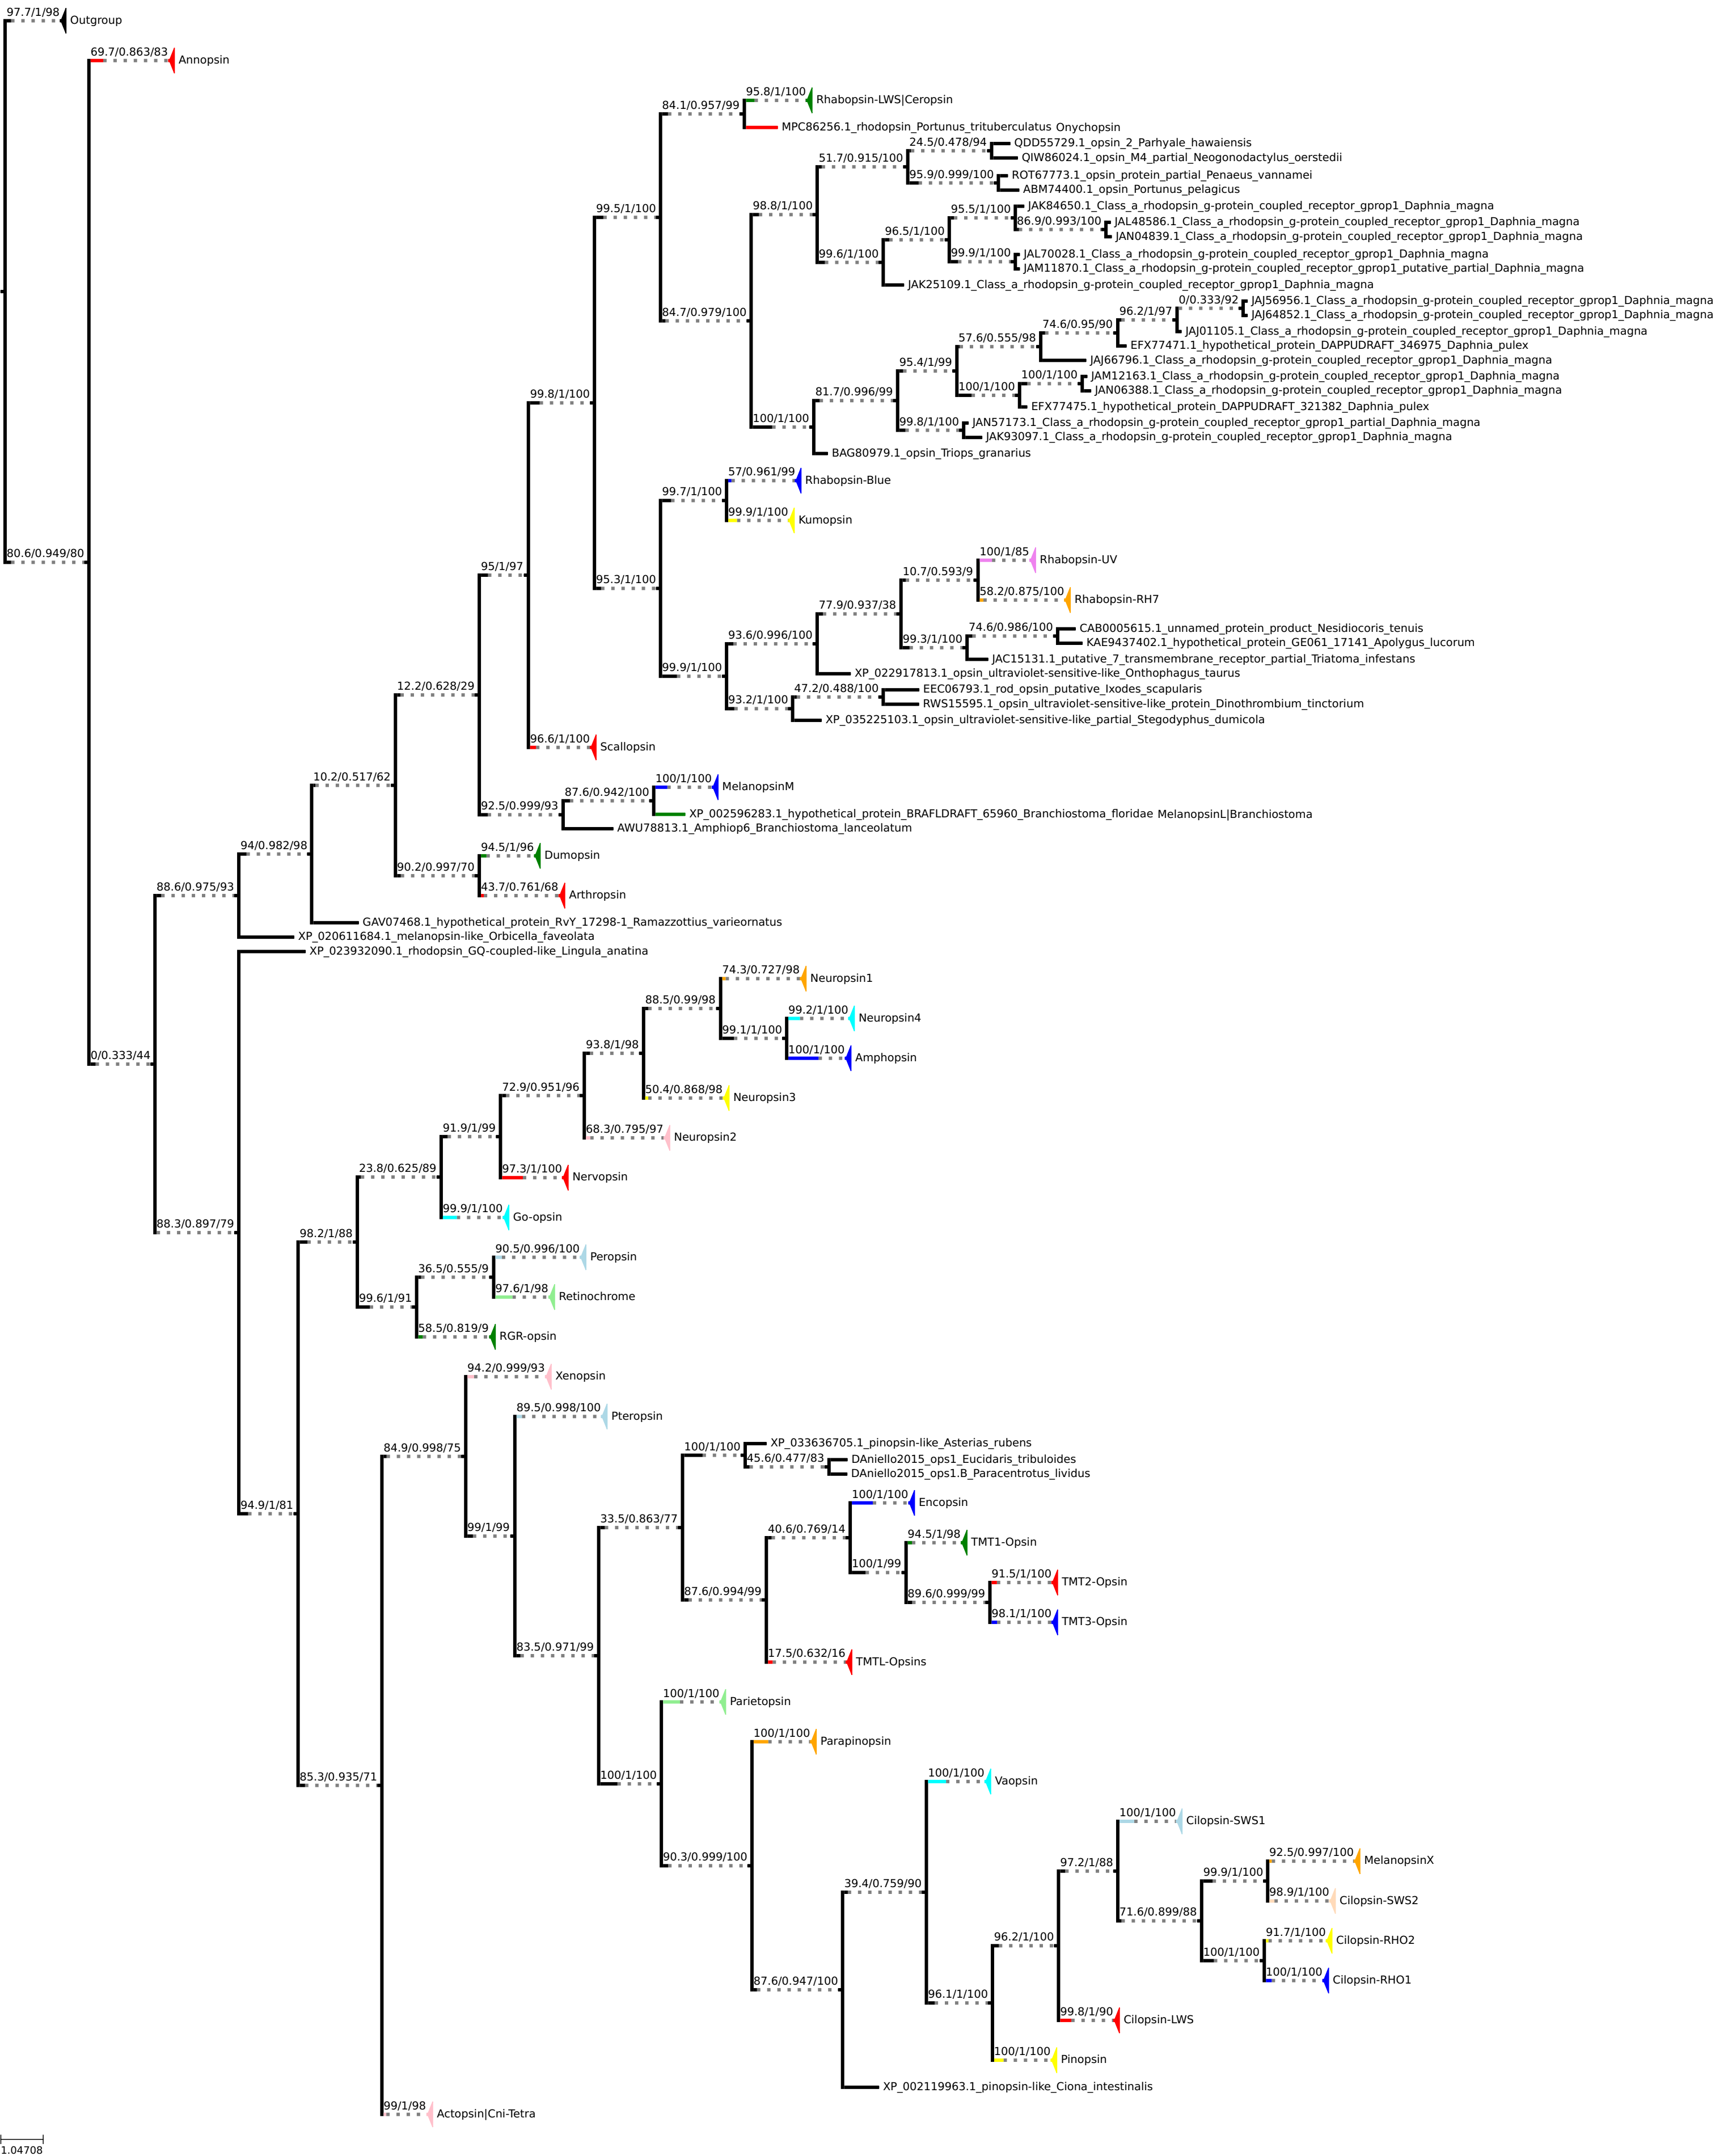 97.7/1/98 Outgroup
69.7/0.863/83 Annopsin
95.8/1/100 Rhabopsin-LWS|Ceropsin
84.1/0.957/99
MPC86256.1_rhodopsin_Portunus_trituberculatus Onychopsin
24.5/0.478/94 QDD55729.1_opsin_2_Parhyale_hawaiensis
51.7/0.915/100 QIW86024.1_opsin_M4_partial_Neogonodactylus_oerstedii
95.9/0.999/100 ROT67773.1_opsin_protein_partial_Penaeus_vannamei
ABM74400.1_opsin_Portunus_pelagicus
98.8/1/100 95.5/1/100 JAK84650.1_Class_a_rhodopsin_g-protein_coupled_receptor_gprop1_Daphnia_magna
99.5/1/100 86.9/0.993/100 JAL48586.1_Class_a_rhodopsin_g-protein_coupled_receptor_gprop1_Daphnia_magna
96.5/1/100 JAN04839.1_Class_a_rhodopsin_g-protein_coupled_receptor_gprop1_Daphnia_magna
99.6/1/100 99.9/1/100 JAL70028.1_Class_a_rhodopsin_g-protein_coupled_receptor_gprop1_Daphnia_magna
JAM11870.1_Class_a_rhodopsin_g-protein_coupled_receptor_gprop1_putative_partial_Daphnia_magna
JAK25109.1_Class_a_rhodopsin_g-protein_coupled_receptor_gprop1_Daphnia_magna
84.7/0.979/100 96.2/1/97 0/0.333/92 JAJ56956.1_Class_a_rhodopsin_g-protein_coupled_receptor_gprop1_Daphnia_magna
JAJ64852.1_Class_a_rhodopsin_g-protein_coupled_receptor_gprop1_Daphnia_magna
74.6/0.95/90 JAJ01105.1_Class_a_rhodopsin_g-protein_coupled_receptor_gprop1_Daphnia_magna
57.6/0.555/98 EFX77471.1_hypothetical_protein_DAPPUDRAFT_346975_Daphnia_pulex
95.4/1/99 JAJ66796.1_Class_a_rhodopsin_g-protein_coupled_receptor_gprop1_Daphnia_magna
100/1/100 JAM12163.1_Class_a_rhodopsin_g-protein_coupled_receptor_gprop1_Daphnia_magna
99.8/1/100 81.7/0.996/99 100/1/100 JAN06388.1_Class_a_rhodopsin_g-protein_coupled_receptor_gprop1_Daphnia_magna
EFX77475.1_hypothetical_protein_DAPPUDRAFT_321382_Daphnia_pulex
100/1/100 99.8/1/100 JAN57173.1_Class_a_rhodopsin_g-protein_coupled_receptor_gprop1_partial_Daphnia_magna
JAK93097.1_Class_a_rhodopsin_g-protein_coupled_receptor_gprop1_Daphnia_magna
BAG80979.1_opsin_Triops_granarius
57/0.961/99 Rhabopsin-Blue
99.7/1/100
99.9/1/100 Kumopsin
80.6/0.949/80 95/1/97 95.3/1/100 10.7/0.593/9 100/1/85 Rhabopsin-UV
77.9/0.937/38 58.2/0.875/100 Rhabopsin-RH7
93.6/0.996/100 99.3/1/100 74.6/0.986/100 CAB0005615.1_unnamed_protein_product_Nesidiocoris_tenuis
KAE9437402.1_hypothetical_protein_GE061_17141_Apolygus_lucorum
JAC15131.1_putative_7_transmembrane_receptor_partial_Triatoma_infestans
99.9/1/100 XP_022917813.1_opsin_ultraviolet-sensitive-like_Onthophagus_taurus
12.2/0.628/29 93.2/1/100 47.2/0.488/100 EEC06793.1_rod_opsin_putative_Ixodes_scapularis
RWS15595.1_opsin_ultraviolet-sensitive-like_protein_Dinothrombium_tinctorium
XP_035225103.1_opsin_ultraviolet-sensitive-like_partial_Stegodyphus_dumicola
96.6/1/100 Scallopsin
10.2/0.517/62 100/1/100 MelanopsinM
92.5/0.999/93 87.6/0.942/100 XP_002596283.1_hypothetical_protein_BRAFLDRAFT_65960_Branchiostoma_floridae MelanopsinL|Branchiostoma
AWU78813.1_Amphiop6_Branchiostoma_lanceolatum
94/0.982/98 94.5/1/96 Dumopsin
90.2/0.997/70
88.6/0.975/93 43.7/0.761/68 Arthropsin
GAV07468.1_hypothetical_protein_RvY_17298-1_Ramazzottius_varieornatus
XP_020611684.1_melanopsin-like_Orbicella_faveolata
XP_023932090.1_rhodopsin_GQ-coupled-like_Lingula_anatina
74.3/0.727/98 Neuropsin1
88.5/0.99/98
99.2/1/100 Neuropsin4
99.1/1/100
0/0.333/44 93.8/1/98 100/1/100 Amphopsin
72.9/0.951/96 50.4/0.868/98 Neuropsin3
91.9/1/99 68.3/0.795/97 Neuropsin2
23.8/0.625/89 97.3/1/100 Nervopsin
99.9/1/100 Go-opsin
88.3/0.897/79 98.2/1/88
90.5/0.996/100 Peropsin
36.5/0.555/9
99.6/1/91 97.6/1/98 Retinochrome
58.5/0.819/9 RGR-opsin
94.2/0.999/93 Xenopsin
89.5/0.998/100 Pteropsin
84.9/0.998/75 100/1/100 XP_033636705.1_pinopsin-like_Asterias_rubens
45.6/0.477/83 DAniello2015_ops1_Eucidaris_tribuloides
DAniello2015_ops1.B_Paracentrotus_lividus
94.9/1/81 100/1/100 Encopsin
99/1/99 33.5/0.863/77 40.6/0.769/14
94.5/1/98 TMT1-Opsin
100/1/99
91.5/1/100 TMT2-Opsin
87.6/0.994/99 89.6/0.999/99
98.1/1/100 TMT3-Opsin
83.5/0.971/99 17.5/0.632/16 TMTL-Opsins
100/1/100 Parietopsin
100/1/100 Parapinopsin
85.3/0.935/71 100/1/100 100/1/100 Vaopsin
100/1/100 Cilopsin-SWS1
90.3/0.999/100 97.2/1/88 92.5/0.997/100 MelanopsinX
39.4/0.759/90 99.9/1/100
98.9/1/100 Cilopsin-SWS2
71.6/0.899/88
96.2/1/100 91.7/1/100 Cilopsin-RHO2
100/1/100
87.6/0.947/100 100/1/100 Cilopsin-RHO1
96.1/1/100 99.8/1/90 Cilopsin-LWS
100/1/100 Pinopsin
XP_002119963.1_pinopsin-like_Ciona_intestinalis
99/1/98 Actopsin|Cni-Tetra
1.04708